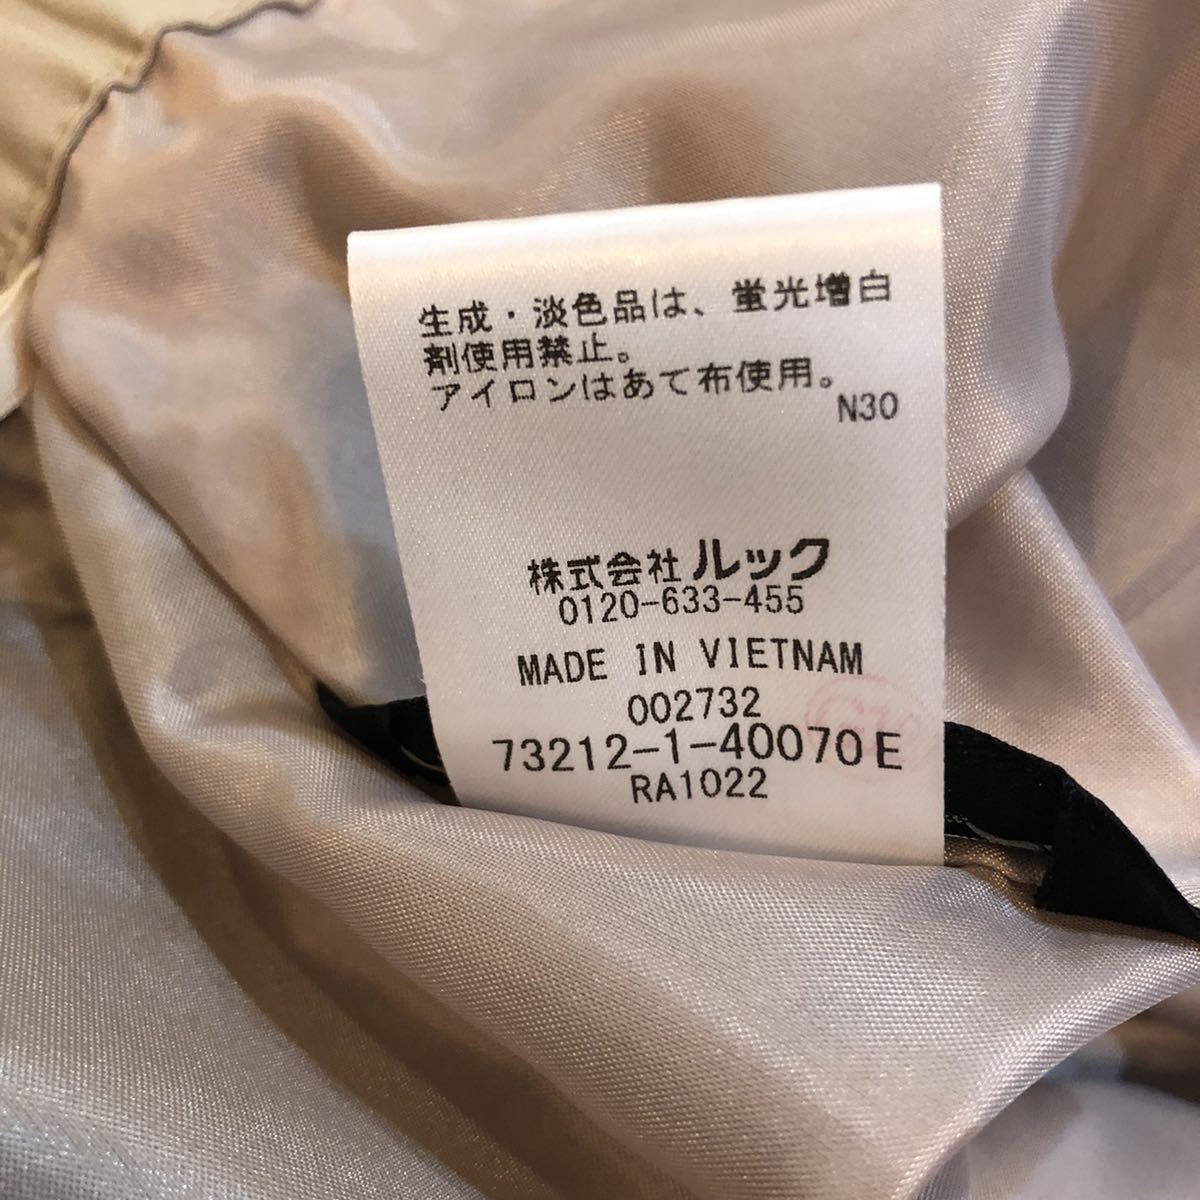 生成・淡色品は、蛍光増白
剤使用禁止。
アイロンはあて布使用。
N30
株式会社ルック
0120-633-455
MADE IN VIETNAM
002732
73212-1-40070E
RA1022